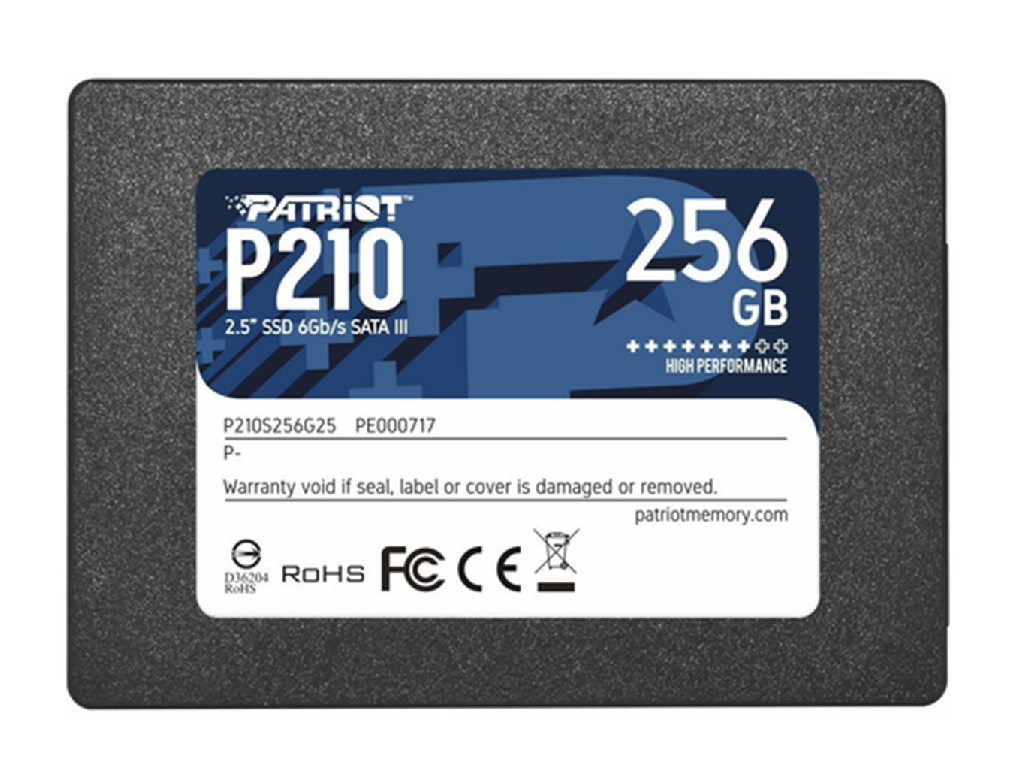 PATRIOT™
P210
2.5" SSD 6Gb/s SATA III
256
GB
HIGH PERFORMANCE
P210S256G25 PE000717
P-
Warranty void if seal, label or cover is damaged or removed.
patriotmemory.com
D36204
RoHS
RoHS FC CE